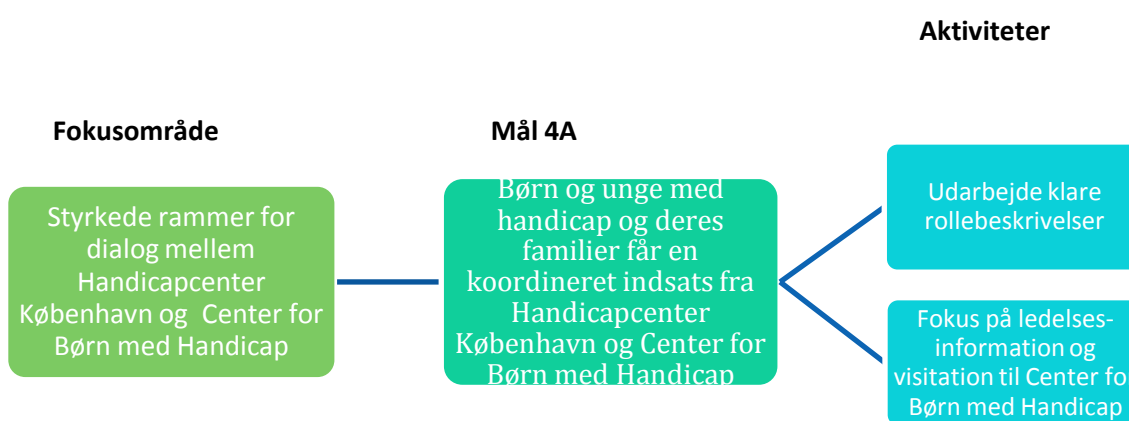 Aktiviteter
Fokusområde
Mål 4A
Styrkede rammer for
dialog mellem
Handicapcenter
København og Center for
Børn med Handicap
Børn og unge med
handicap og deres
familier får en
koordineret indsats fra
Handicapcenter
København og Center for
Børn med Handicap
Udarbejde klare
rollebeskrivelser
Fokus på ledelses-
information og
visitation til Center for
Børn med Handicap